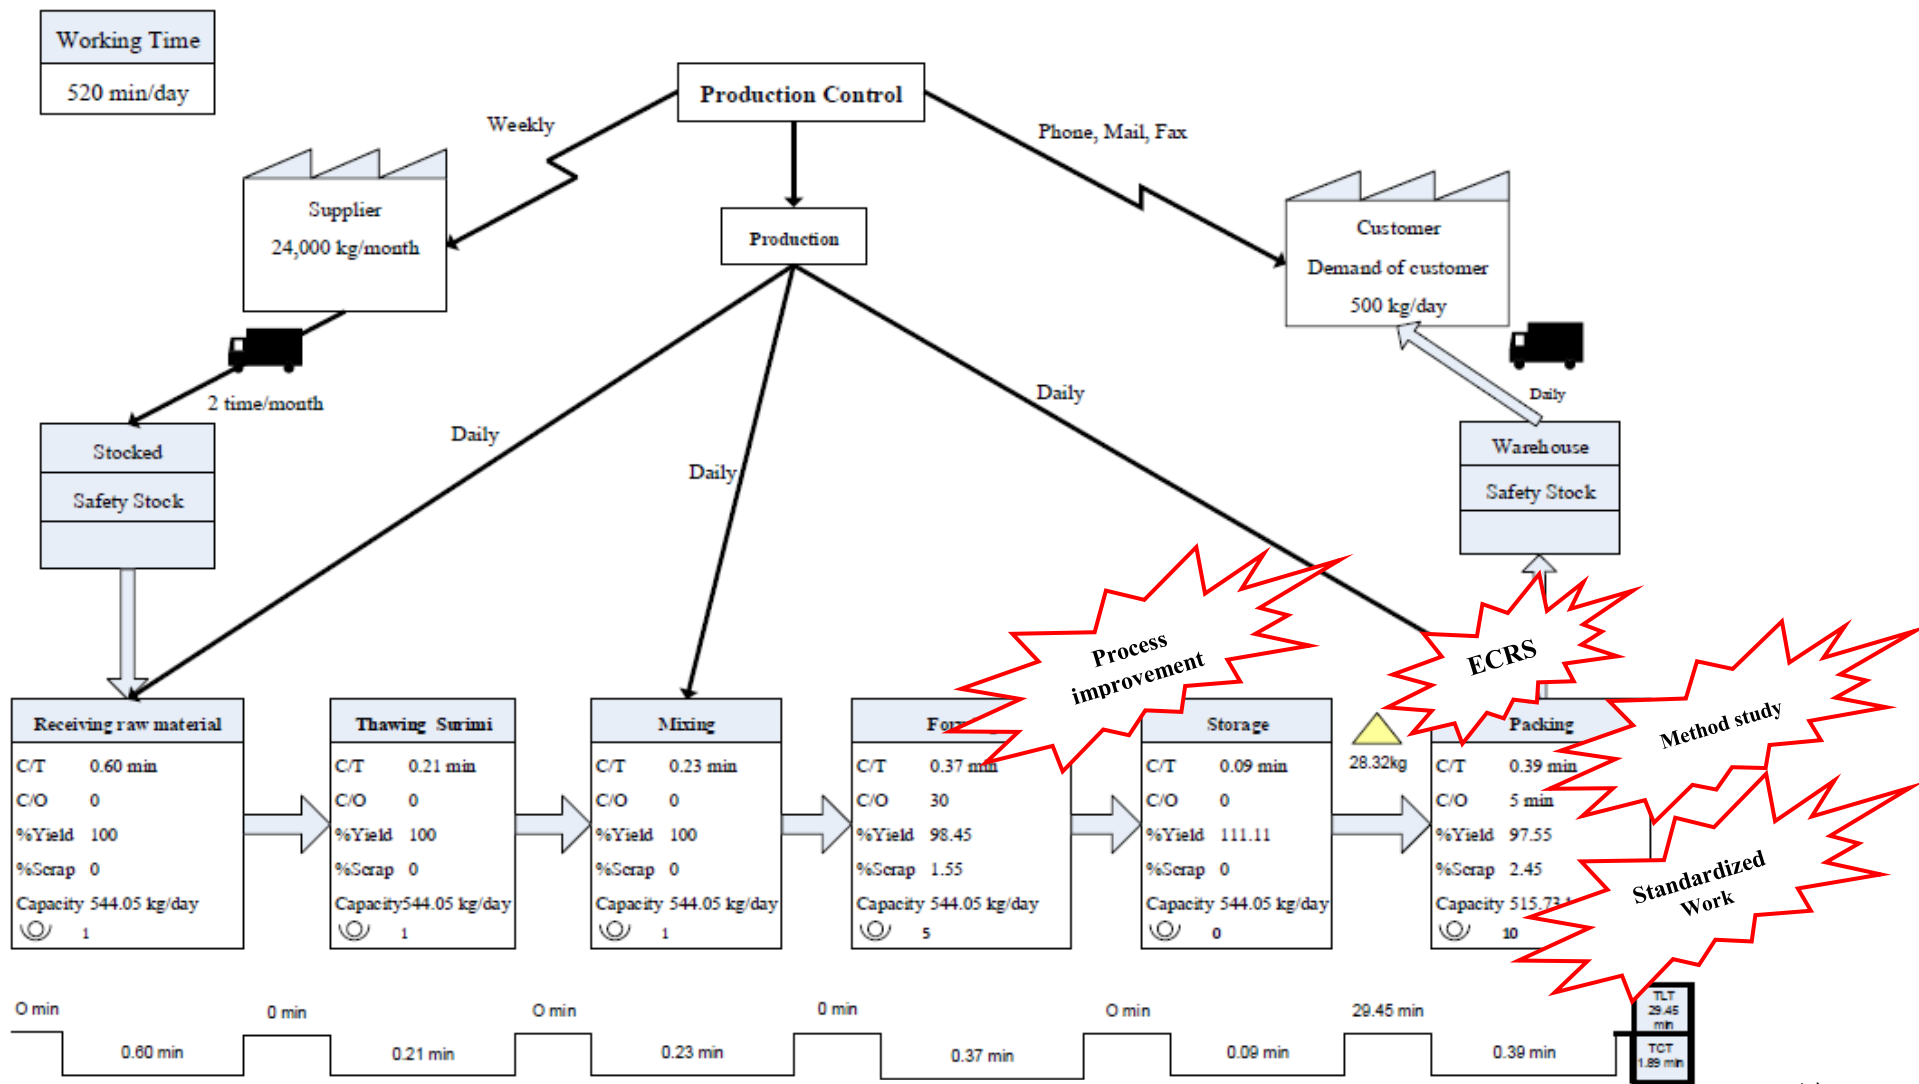 Working Time
520 min/day
Production Control
Weekly
Phone, Mail, Fax
Supplier
24,000 kg/month
Production
Customer
Demand of customer
500 kg/day
2 time/month
Daily
Daily
Daily
Daily
Stocked
Safety Stock
Warehouse
Safety Stock
Process
improvement
ECRS
Method study
Standardized
Work
Receiving raw material
C/T 0.60 min
C/O 0
%Yield 100
%Scrap 0
Capacity 544.05 kg/day
1
Thawing Surimi
C/T 0.21 min
C/O 0
%Yield 100
%Scrap 0
Capacity 544.05 kg/day
1
Mixing
C/T 0.23 min
C/O 0
%Yield 100
%Scrap 0
Capacity 544.05 kg/day
1
C/T 0.37 min
C/O 30
%Yield 98.45
%Scrap 1.55
Capacity 544.05 kg/day
5
Storage
C/T 0.09 min
C/O 0
%Yield 111.11
%Scrap 0
Capacity 544.05 kg/day
0
28.32kg
Packing
C/T 0.39 min
C/O 5 min
%Yield 97.55
%Scrap 2.45
Capacity 515.73
10
O min
0 min
O min
0 min
O min
29.45 min
0.60 min
0.21 min
0.23 min
0.37 min
0.09 min
0.39 min
TLT
29.45
min
TCT
1.89 min